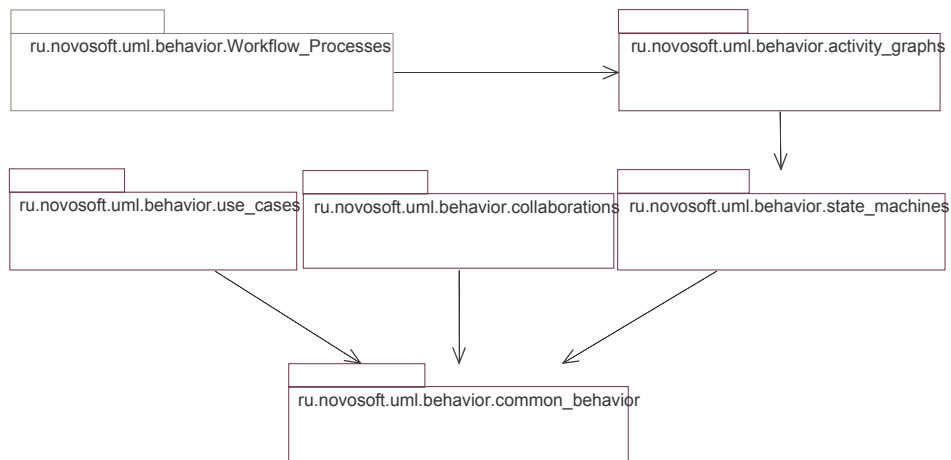 ru.novosoft.uml.behavior.Workflow_Processes
ru.novosoft.uml.behavior.activity_graphs
ru.novosoft.uml.behavior.use_cases
ru.novosoft.uml.behavior.collaborations
ru.novosoft.uml.behavior.state_machines
ru.novosoft.uml.behavior.common_behavior